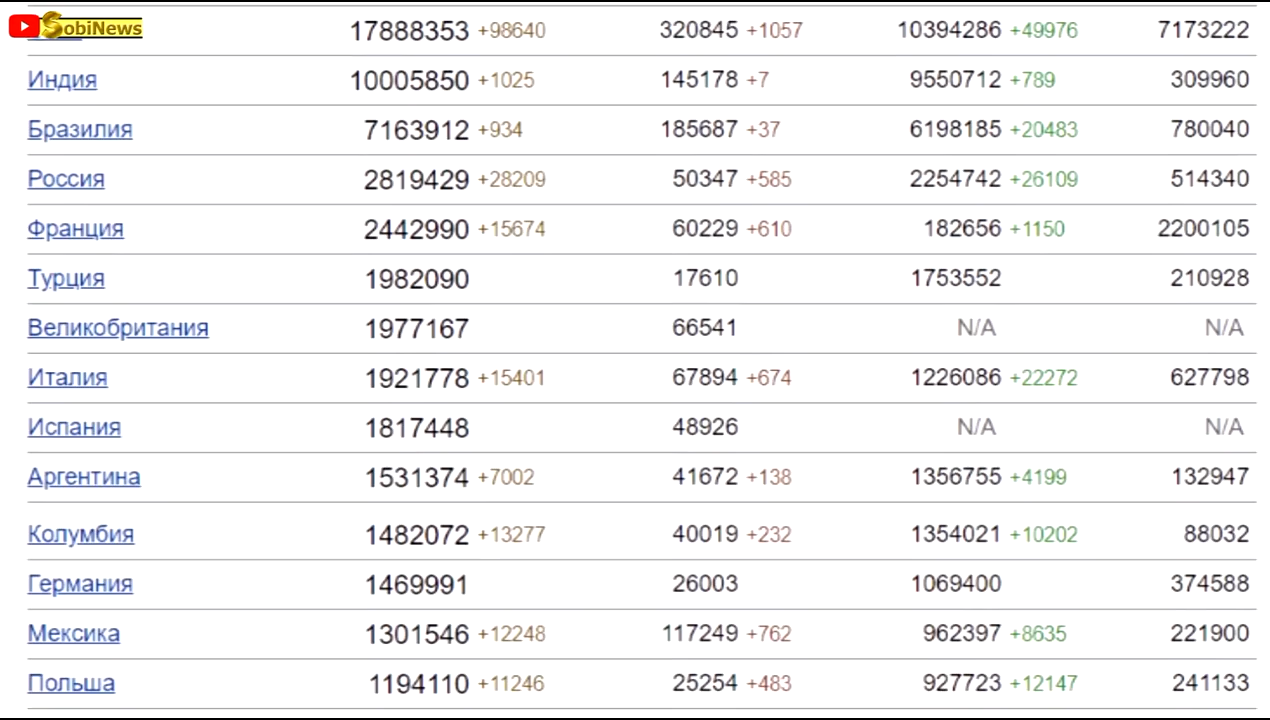 SobiNews
17888353 +98640 320845 +1057 10394286 +49976 7173222
Индия 10005850 +1025 145178 +7 9550712 +789 309960
Бразилия 7163912 +934 185687 +37 6198185 +20483 780040
Россия 2819429 +28209 50347 +585 2254742 +26109 514340
Франция 2442990 +15674 60229 +610 182656 +1150 2200105
Турция 1982090 17610 1753552 210928
Великобритания 1977167 66541 N/A N/A
Италия 1921778 +15401 67894 +674 1226086 +22272 627798
Испания 1817448 48926 N/A N/A
Аргентина 1531374 +7002 41672 +138 1356755 +4199 132947
Колумбия 1482072 +13277 40019 +232 1354021 +10202 88032
Германия 1469991 26003 1069400 374588
Мексика 1301546 +12248 117249 +762 962397 +8635 221900
Польша 1194110 +11246 25254 +483 927723 +12147 241133